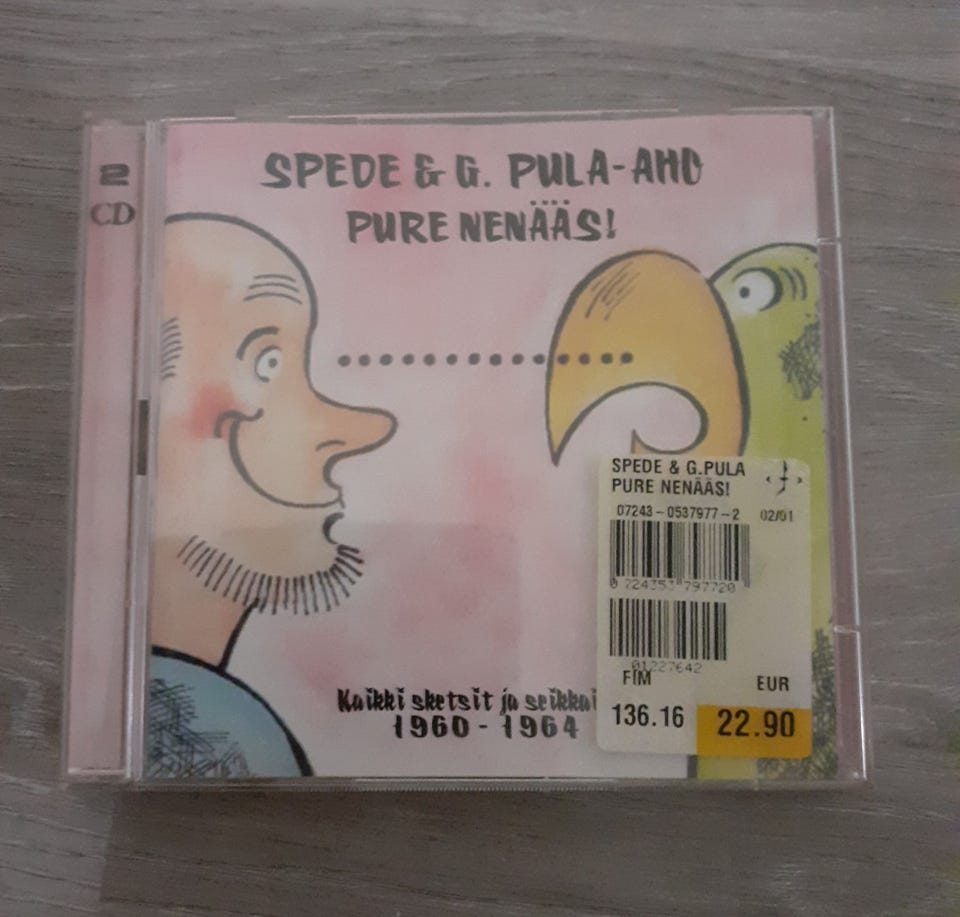 2
CD
SPEDE & G. PULA-AHO
PURE NENÄÄS!
SPEDE & G.PULA
PURE NENÄÄS!
07243-0537977-2 02/01
0 724353 797720
01227642
FIM EUR
136.16 22.90
Kaikki sketsit ja seikkai
1960 - 1964